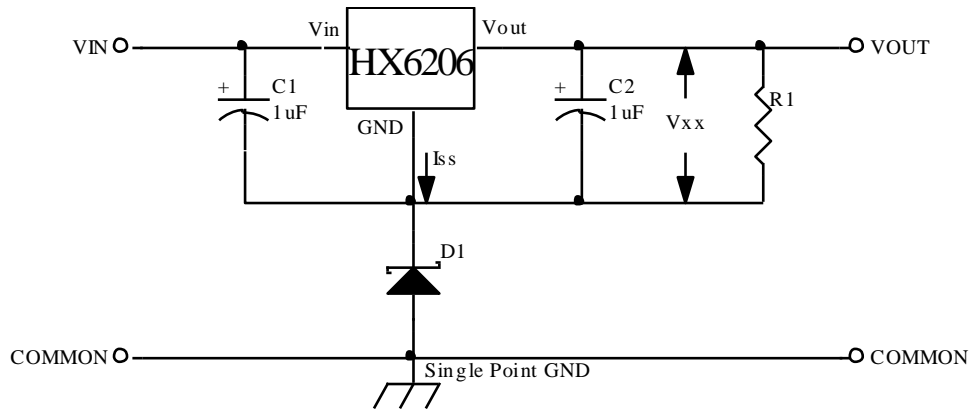 Vin
Vout
VIN
VOUT
HX6206
+
C1
1uF
+
C2
1uF
R1
Vxx
GND
Iss
D1
COMMON
COMMON
Single Point GND